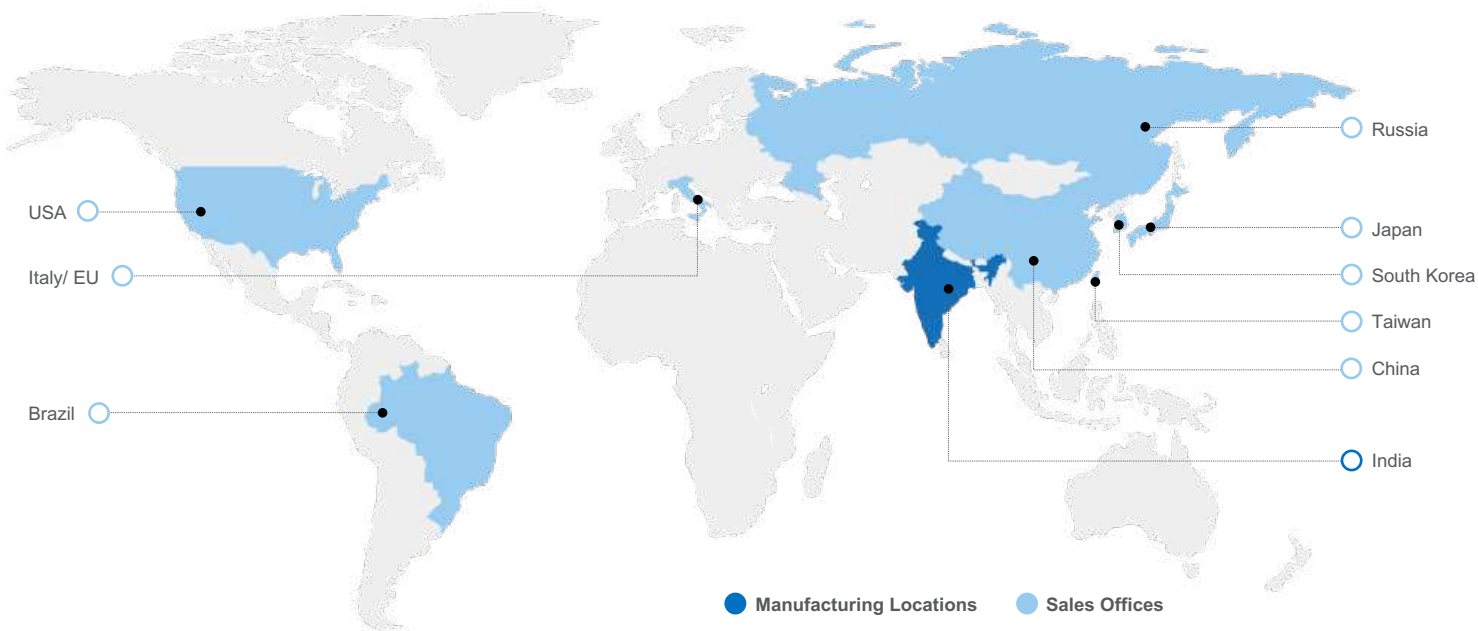 Russia
USA
Japan
Italy/ EU
South Korea
Taiwan
China
Brazil
India
Manufacturing Locations
Sales Offices